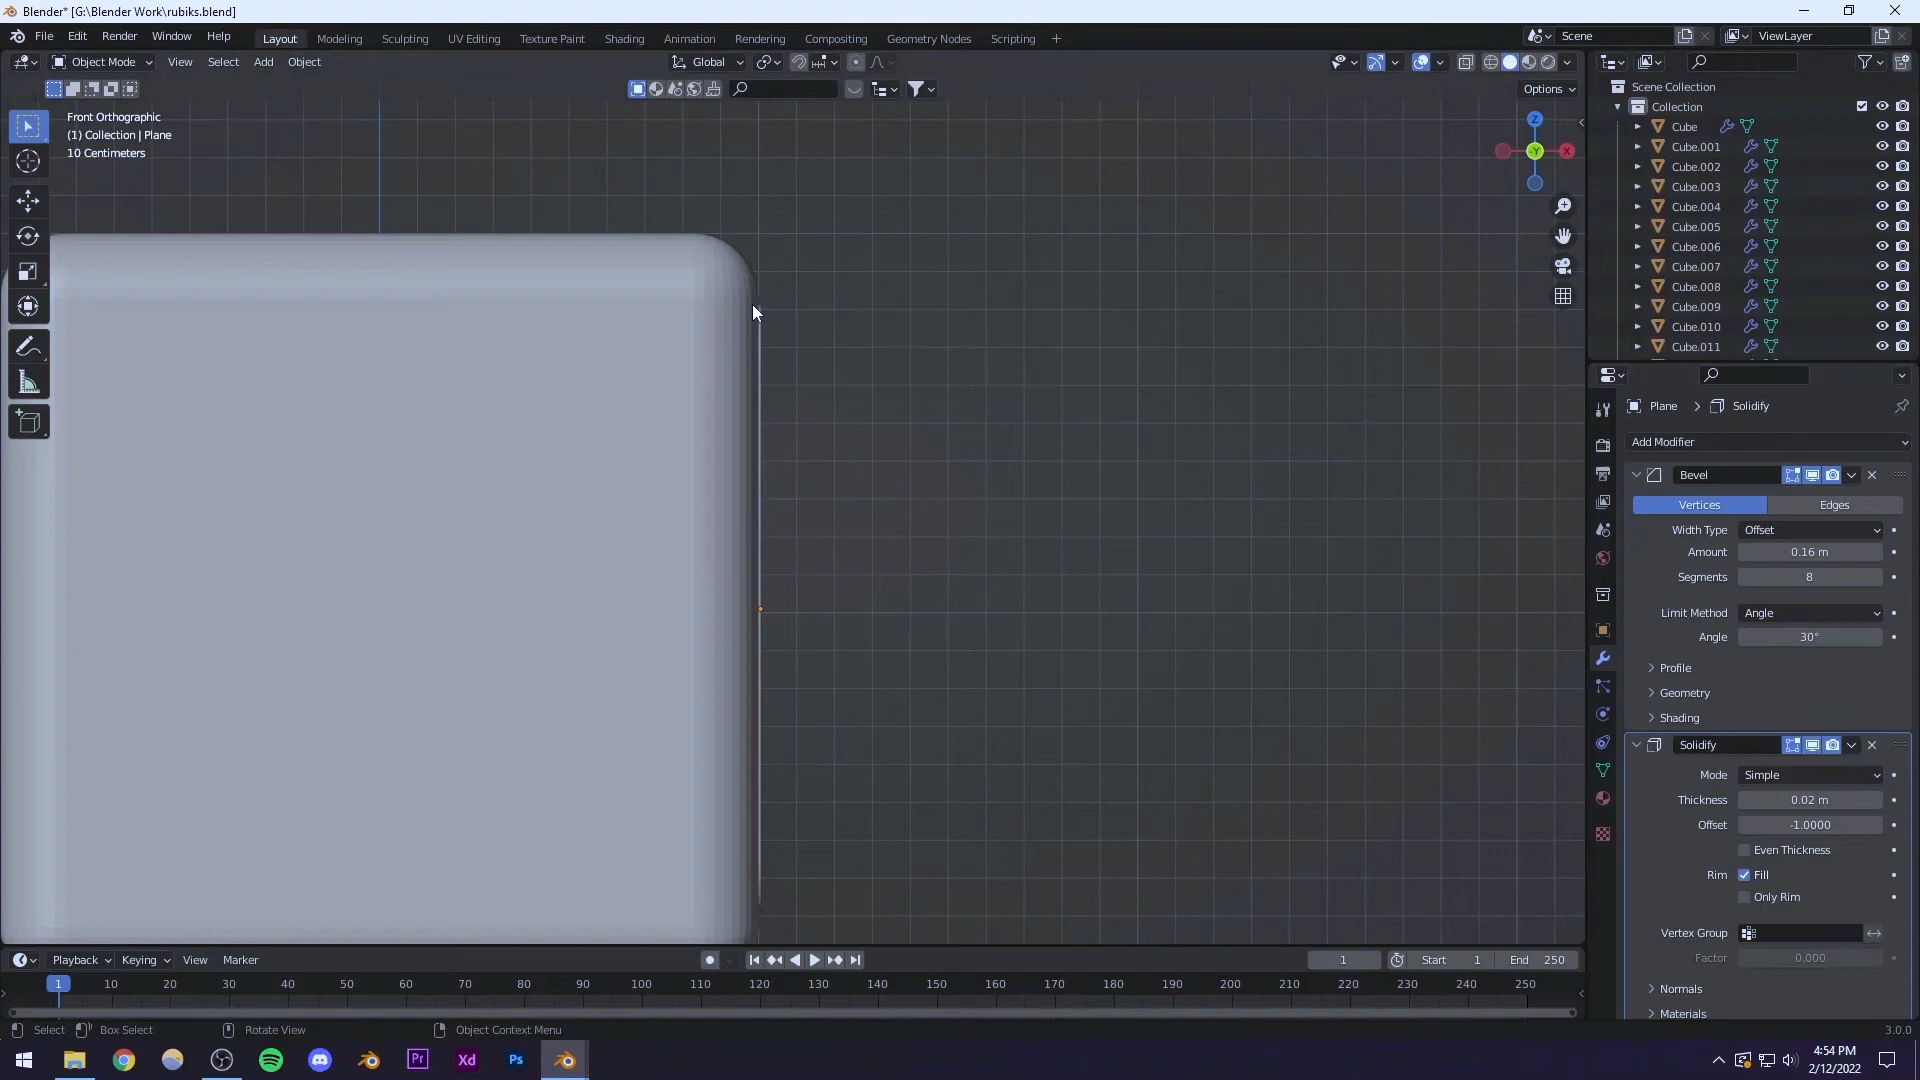 Blender* [G:\Blender Work\rubiks.blend]
File Edit Render Window Help Layout Modeling Sculpting UV Editing Texture Paint Shading Animation Rendering Compositing Geometry Nodes Scripting + Scene ViewLayer
Object Mode View Select Add Object Global
Options
Front Orthographic
(1) Collection | Plane
10 Centimeters
Z
-Y
X
Scene Collection
Collection
Cube
Cube.001
Cube.002
Cube.003
Cube.004
Cube.005
Cube.006
Cube.007
Cube.008
Cube.009
Cube.010
Cube.011
Plane > Solidify
Add Modifier
Bevel
Vertices Edges
Width Type Offset
Amount 0.16 m
Segments 8
Limit Method Angle
Angle 30°
Profile
Geometry
Shading
Solidify
Mode Simple
Thickness 0.02 m
Offset -1.0000
Even Thickness
Rim Fill
Only Rim
Vertex Group
Factor 0.000
Normals
Materials
Playback Keying View Marker 1 Start 1 End 250
1 10 20 30 40 50 60 70 80 90 100 110 120 130 140 150 160 170 180 190 200 210 220 230 240 250
Select Box Select Rotate View Object Context Menu 3.0.0
Pr Xd Ps
4:54 PM
2/12/2022